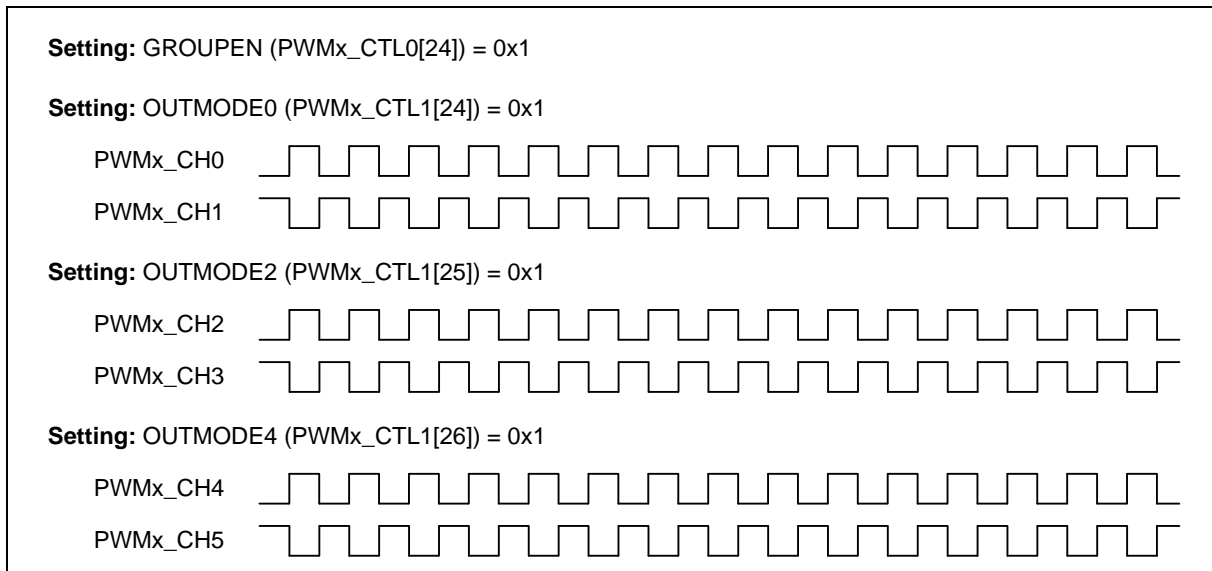 Setting: GROUPEN (PWMx_CTL0[24]) = 0x1
Setting: OUTMODE0 (PWMx_CTL1[24]) = 0x1
PWMx_CH0
PWMx_CH1
Setting: OUTMODE2 (PWMx_CTL1[25]) = 0x1
PWMx_CH2
PWMx_CH3
Setting: OUTMODE4 (PWMx_CTL1[26]) = 0x1
PWMx_CH4
PWMx_CH5